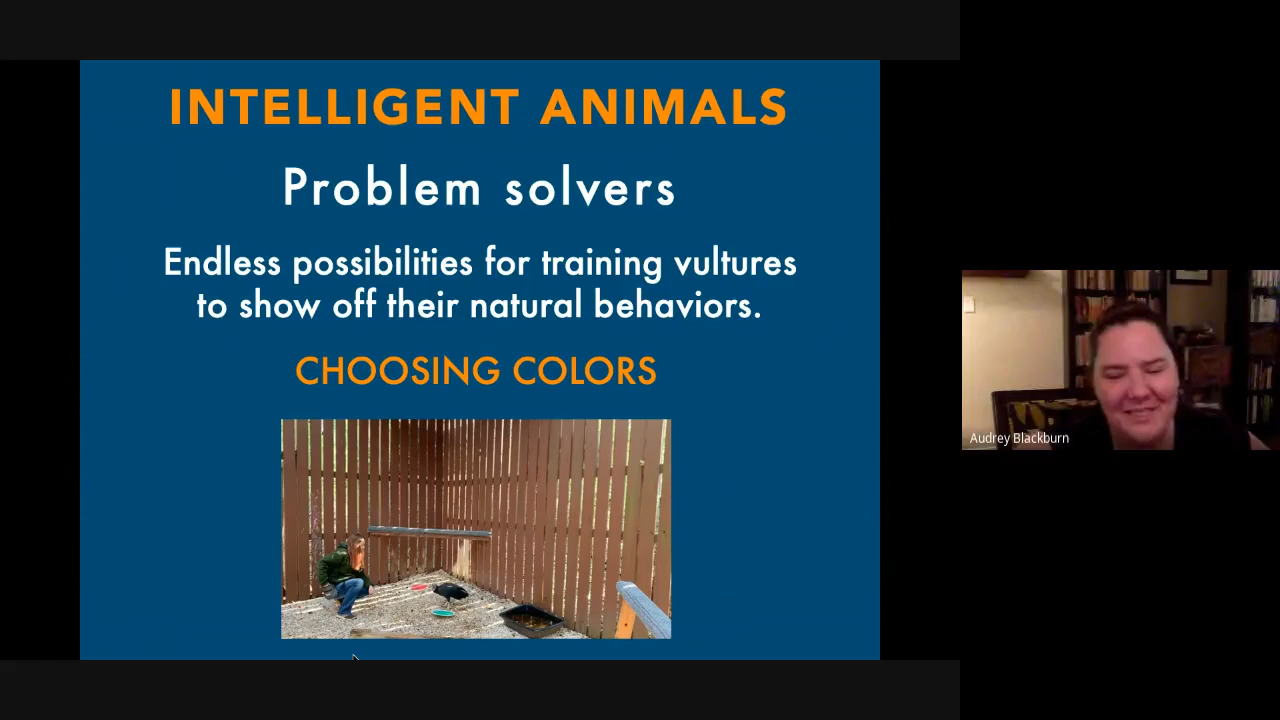 INTELLIGENT ANIMALS
Problem solvers
Endless possibilities for training vultures
to show off their natural behaviors.
CHOOSING COLORS
Audrey Blackburn